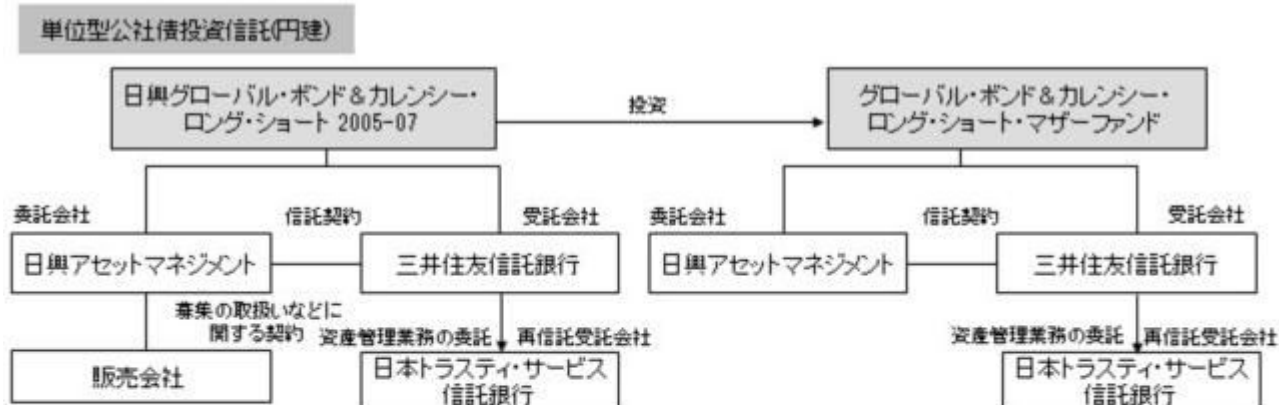 単位型公社債投資信託(円建)
日興グローバル・ボンド&カレンシー・
ロング・ショート 2005-07
投資
グローバル・ボンド&カレンシー・
ロング・ショート・マザーファンド
委託会社
信託契約
受託会社
委託会社
信託契約
受託会社
日興アセットマネジメント
三井住友信託銀行
日興アセットマネジメント
三井住友信託銀行
募集の取扱いなどに
関する契約
資産管理業務の委託
再信託受託会社
資産管理業務の委託
再信託受託会社
販売会社
日本トラスティ・サービス
信託銀行
日本トラスティ・サービス
信託銀行